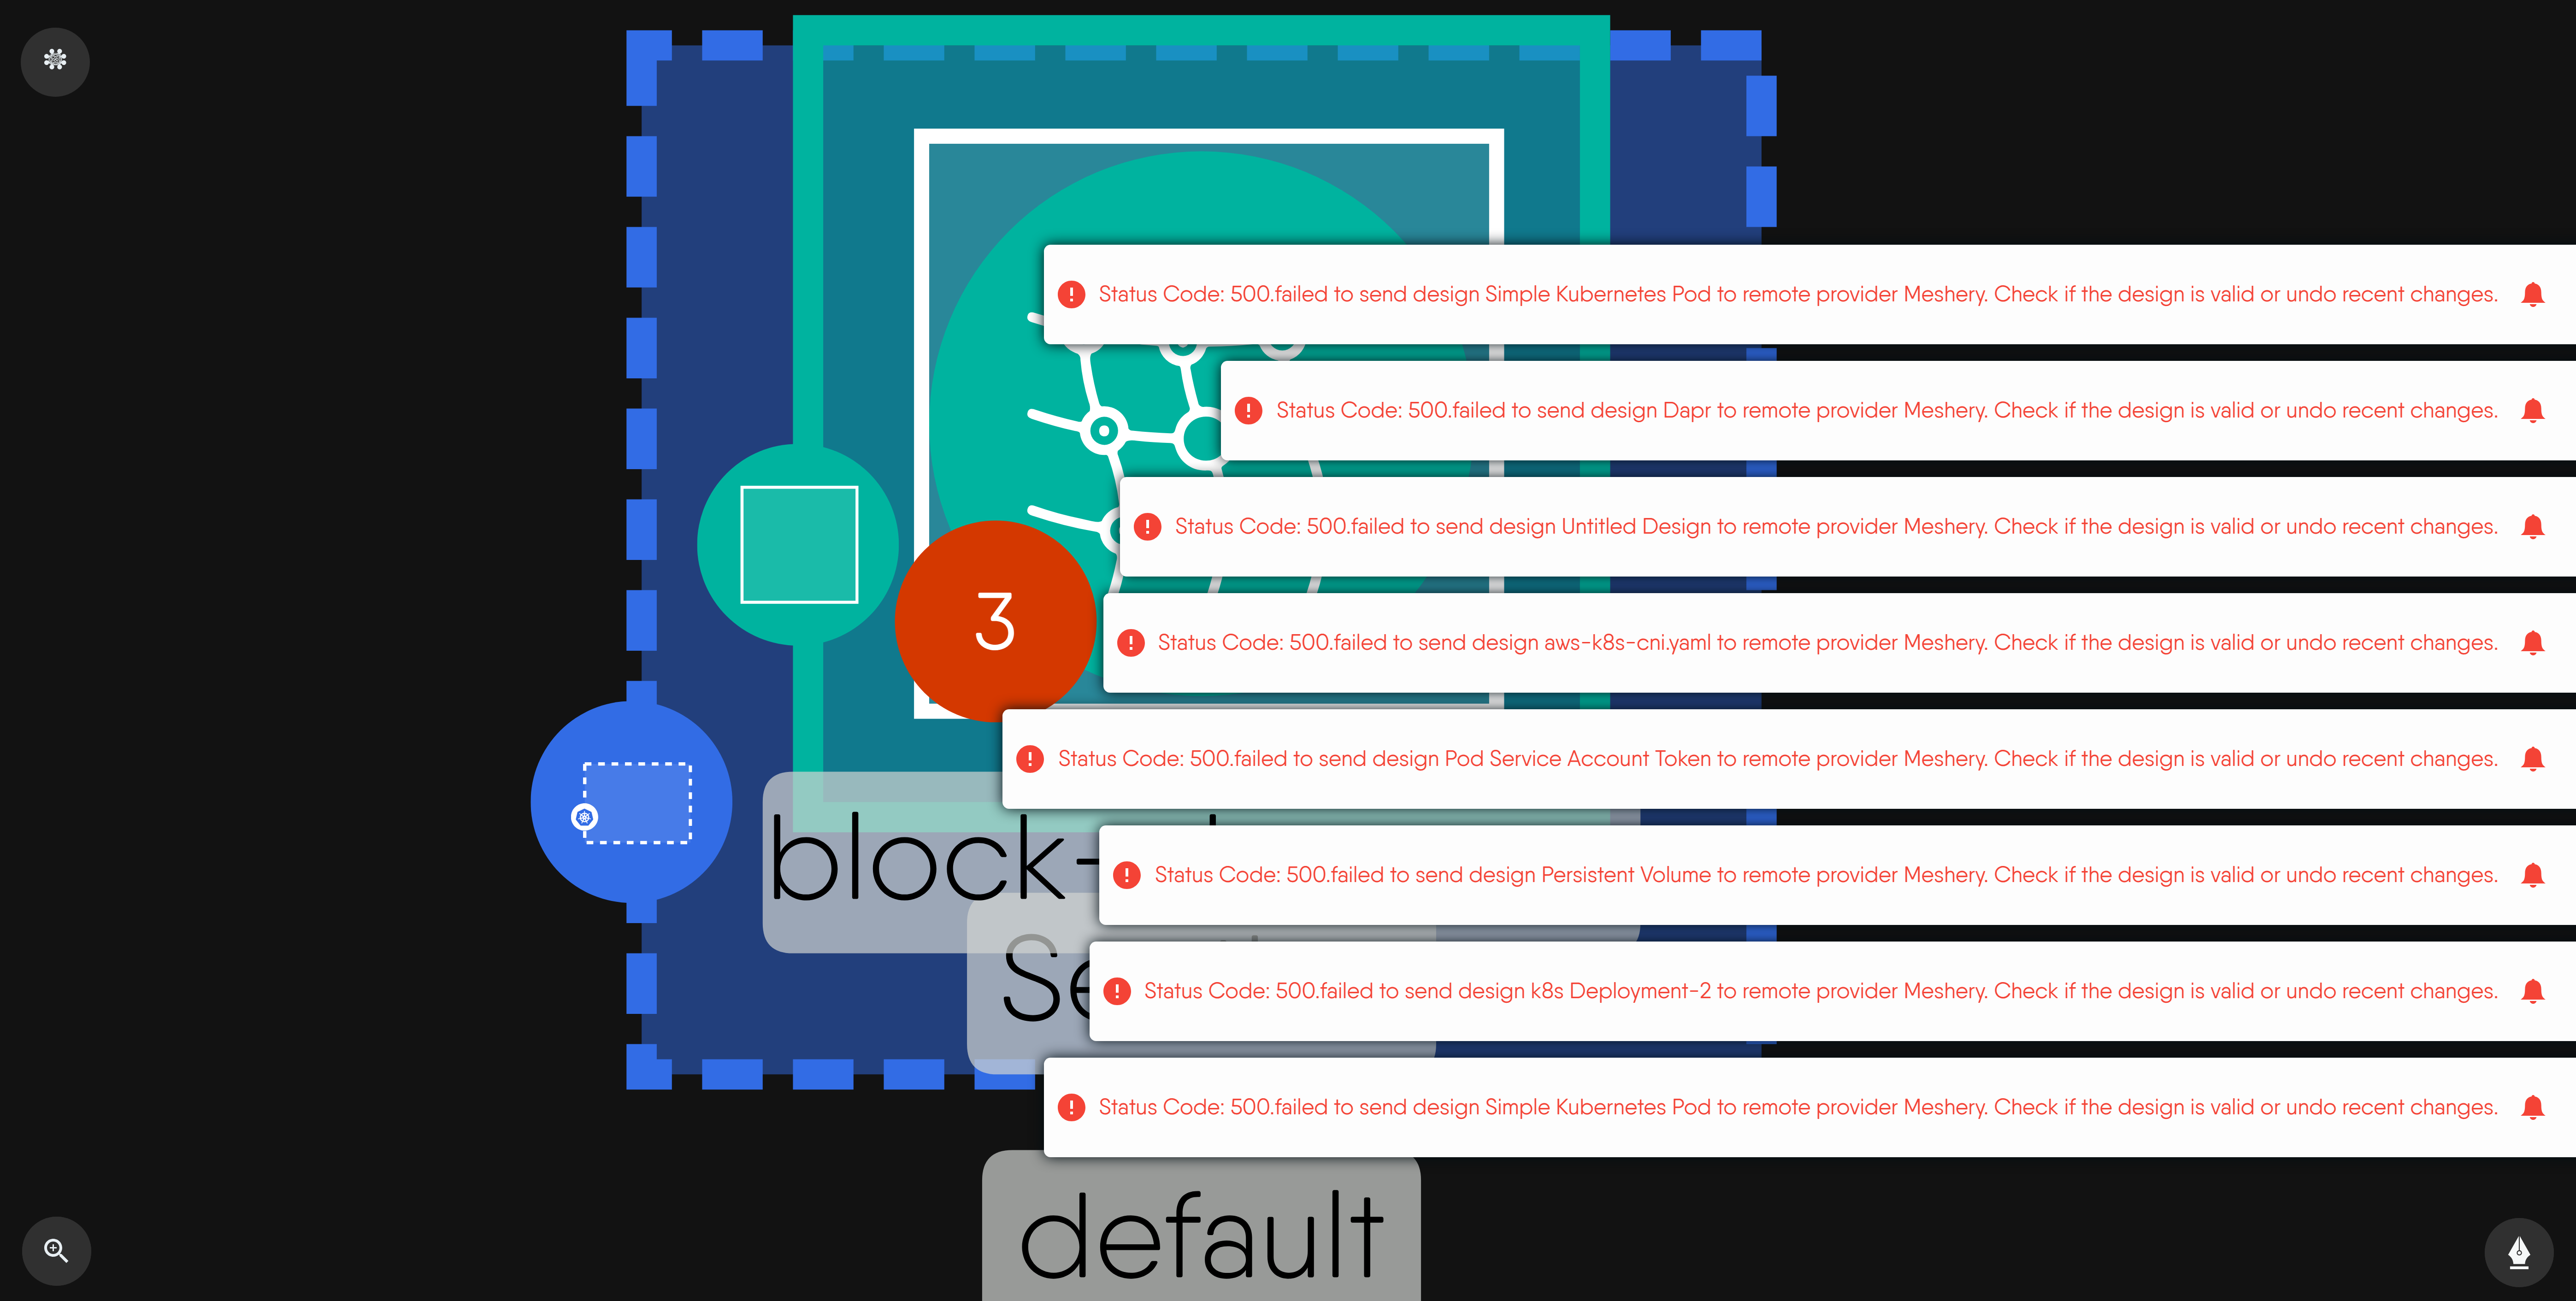 Status Code: 500.failed to send design Simple Kubernetes Pod to remote provider Meshery. Check if the design is valid or undo recent changes.
Status Code: 500.failed to send design Dapr to remote provider Meshery. Check if the design is valid or undo recent changes.
Status Code: 500.failed to send design Untitled Design to remote provider Meshery. Check if the design is valid or undo recent changes.
3
Status Code: 500.failed to send design aws-k8s-cni.yaml to remote provider Meshery. Check if the design is valid or undo recent changes.
Status Code: 500.failed to send design Pod Service Account Token to remote provider Meshery. Check if the design is valid or undo recent changes.
block-
Status Code: 500.failed to send design Persistent Volume to remote provider Meshery. Check if the design is valid or undo recent changes.
Status Code: 500.failed to send design k8s Deployment-2 to remote provider Meshery. Check if the design is valid or undo recent changes.
Status Code: 500.failed to send design Simple Kubernetes Pod to remote provider Meshery. Check if the design is valid or undo recent changes.
default